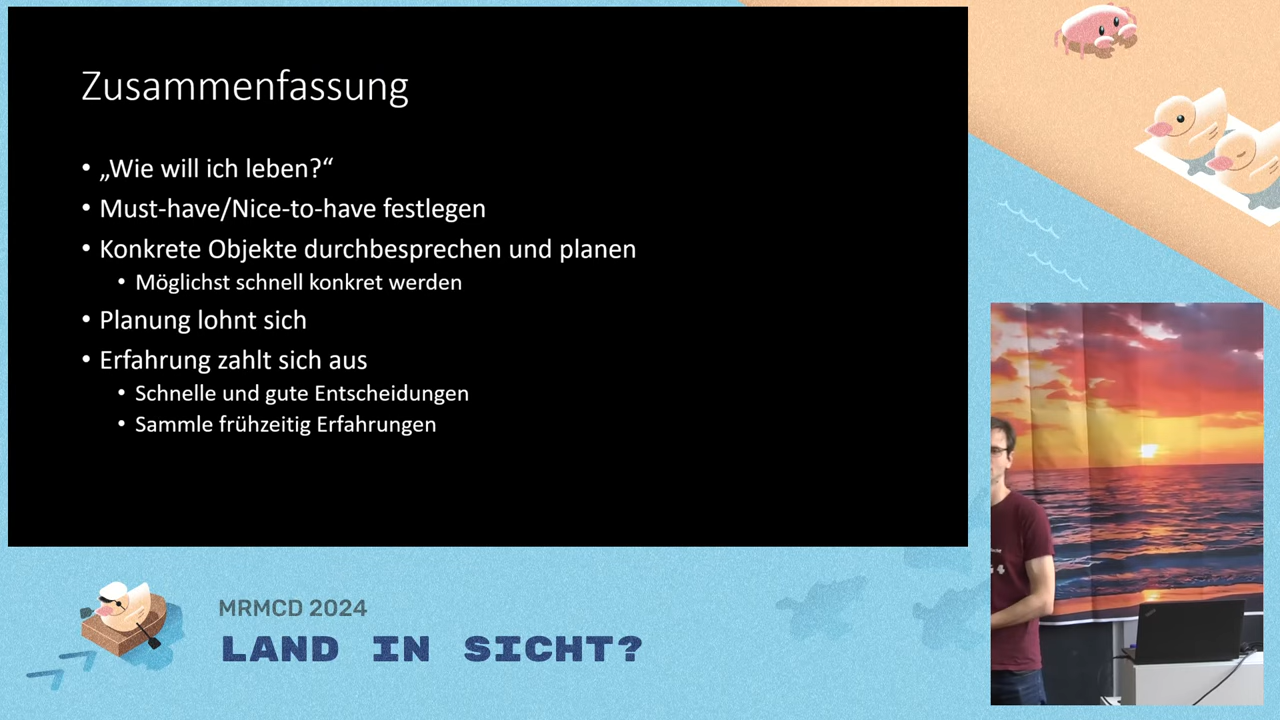 Zusammenfassung
• „Wie will ich leben?“
• Must-have/Nice-to-have festlegen
• Konkrete Objekte durchbesprechen und planen
• Möglichst schnell konkret werden
• Planung lohnt sich
• Erfahrung zahlt sich aus
• Schnelle und gute Entscheidungen
• Sammle frühzeitig Erfahrungen
MRMCD 2024
LAND IN SICHT?